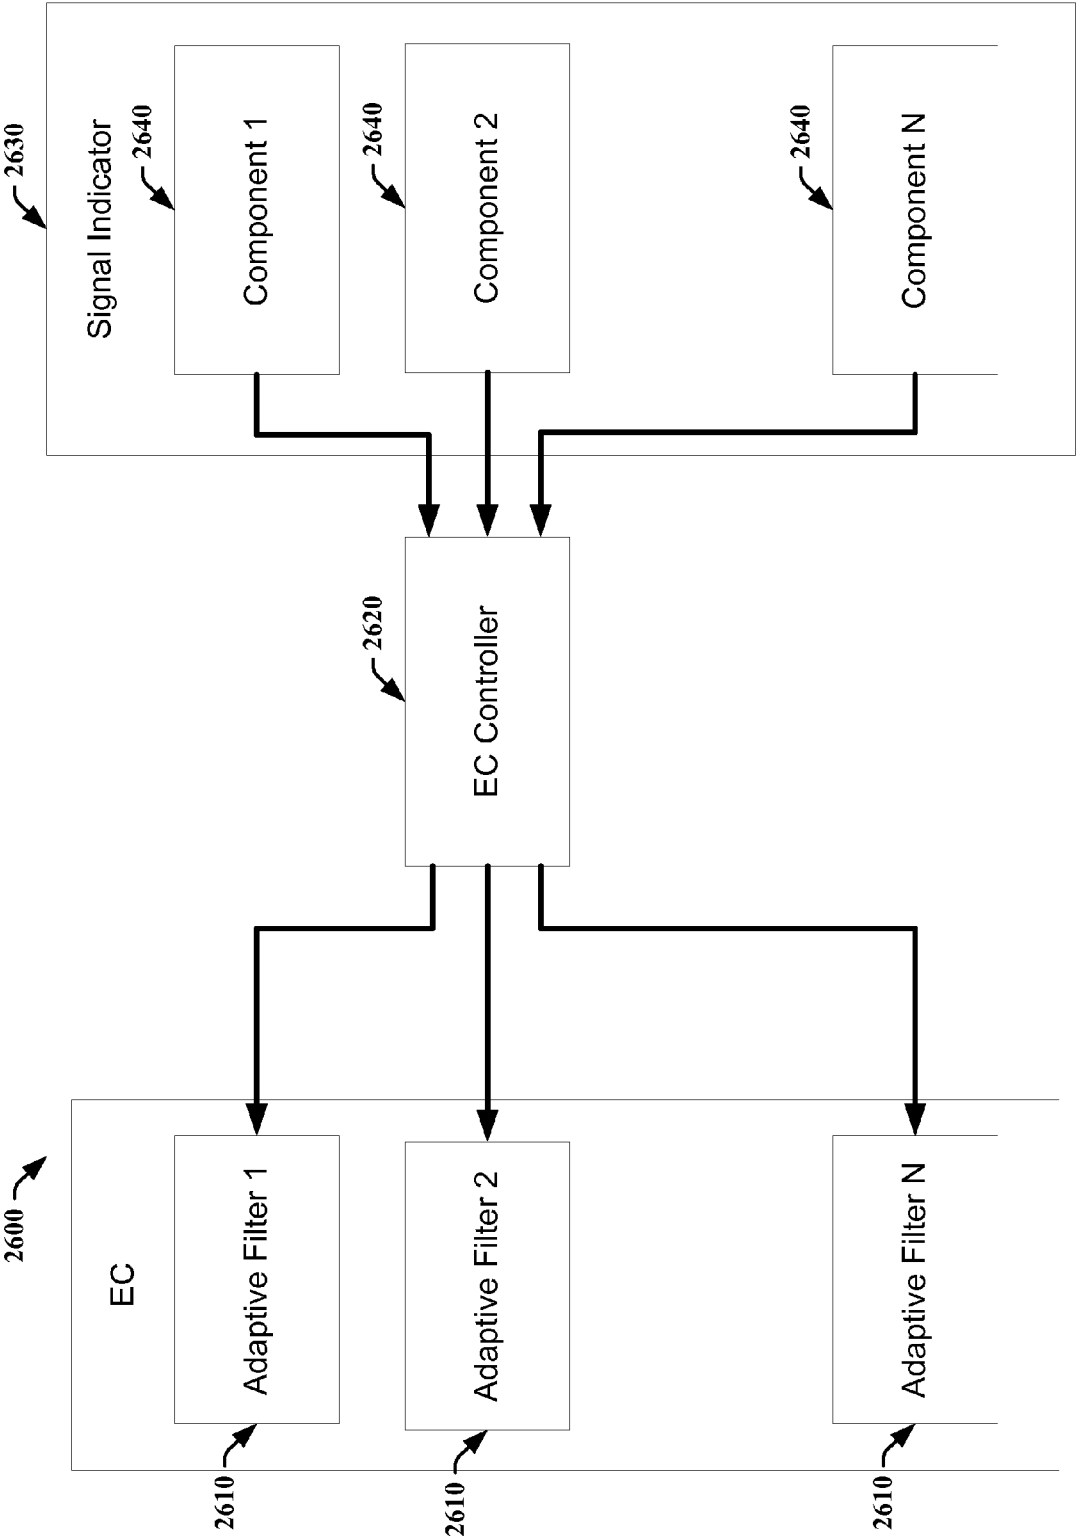 2600
EC
2610
Adaptive Filter 1
2610
Adaptive Filter 2
2610
Adaptive Filter N
2620
EC Controller
2630
Signal Indicator
2640
Component 1
2640
Component 2
2640
Component N